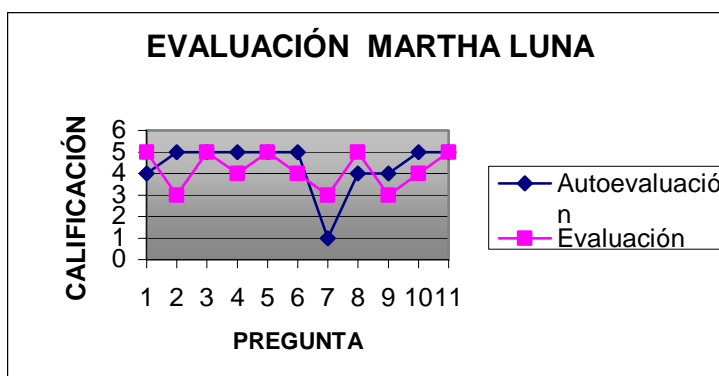 EVALUACIÓN MARTHA LUNA
CALIFICACIÓN
6
5
4
3
2
1
0
1 2 3 4 5 6 7 8 9 10 11
PREGUNTA
Autoevaluació
n
Evaluación